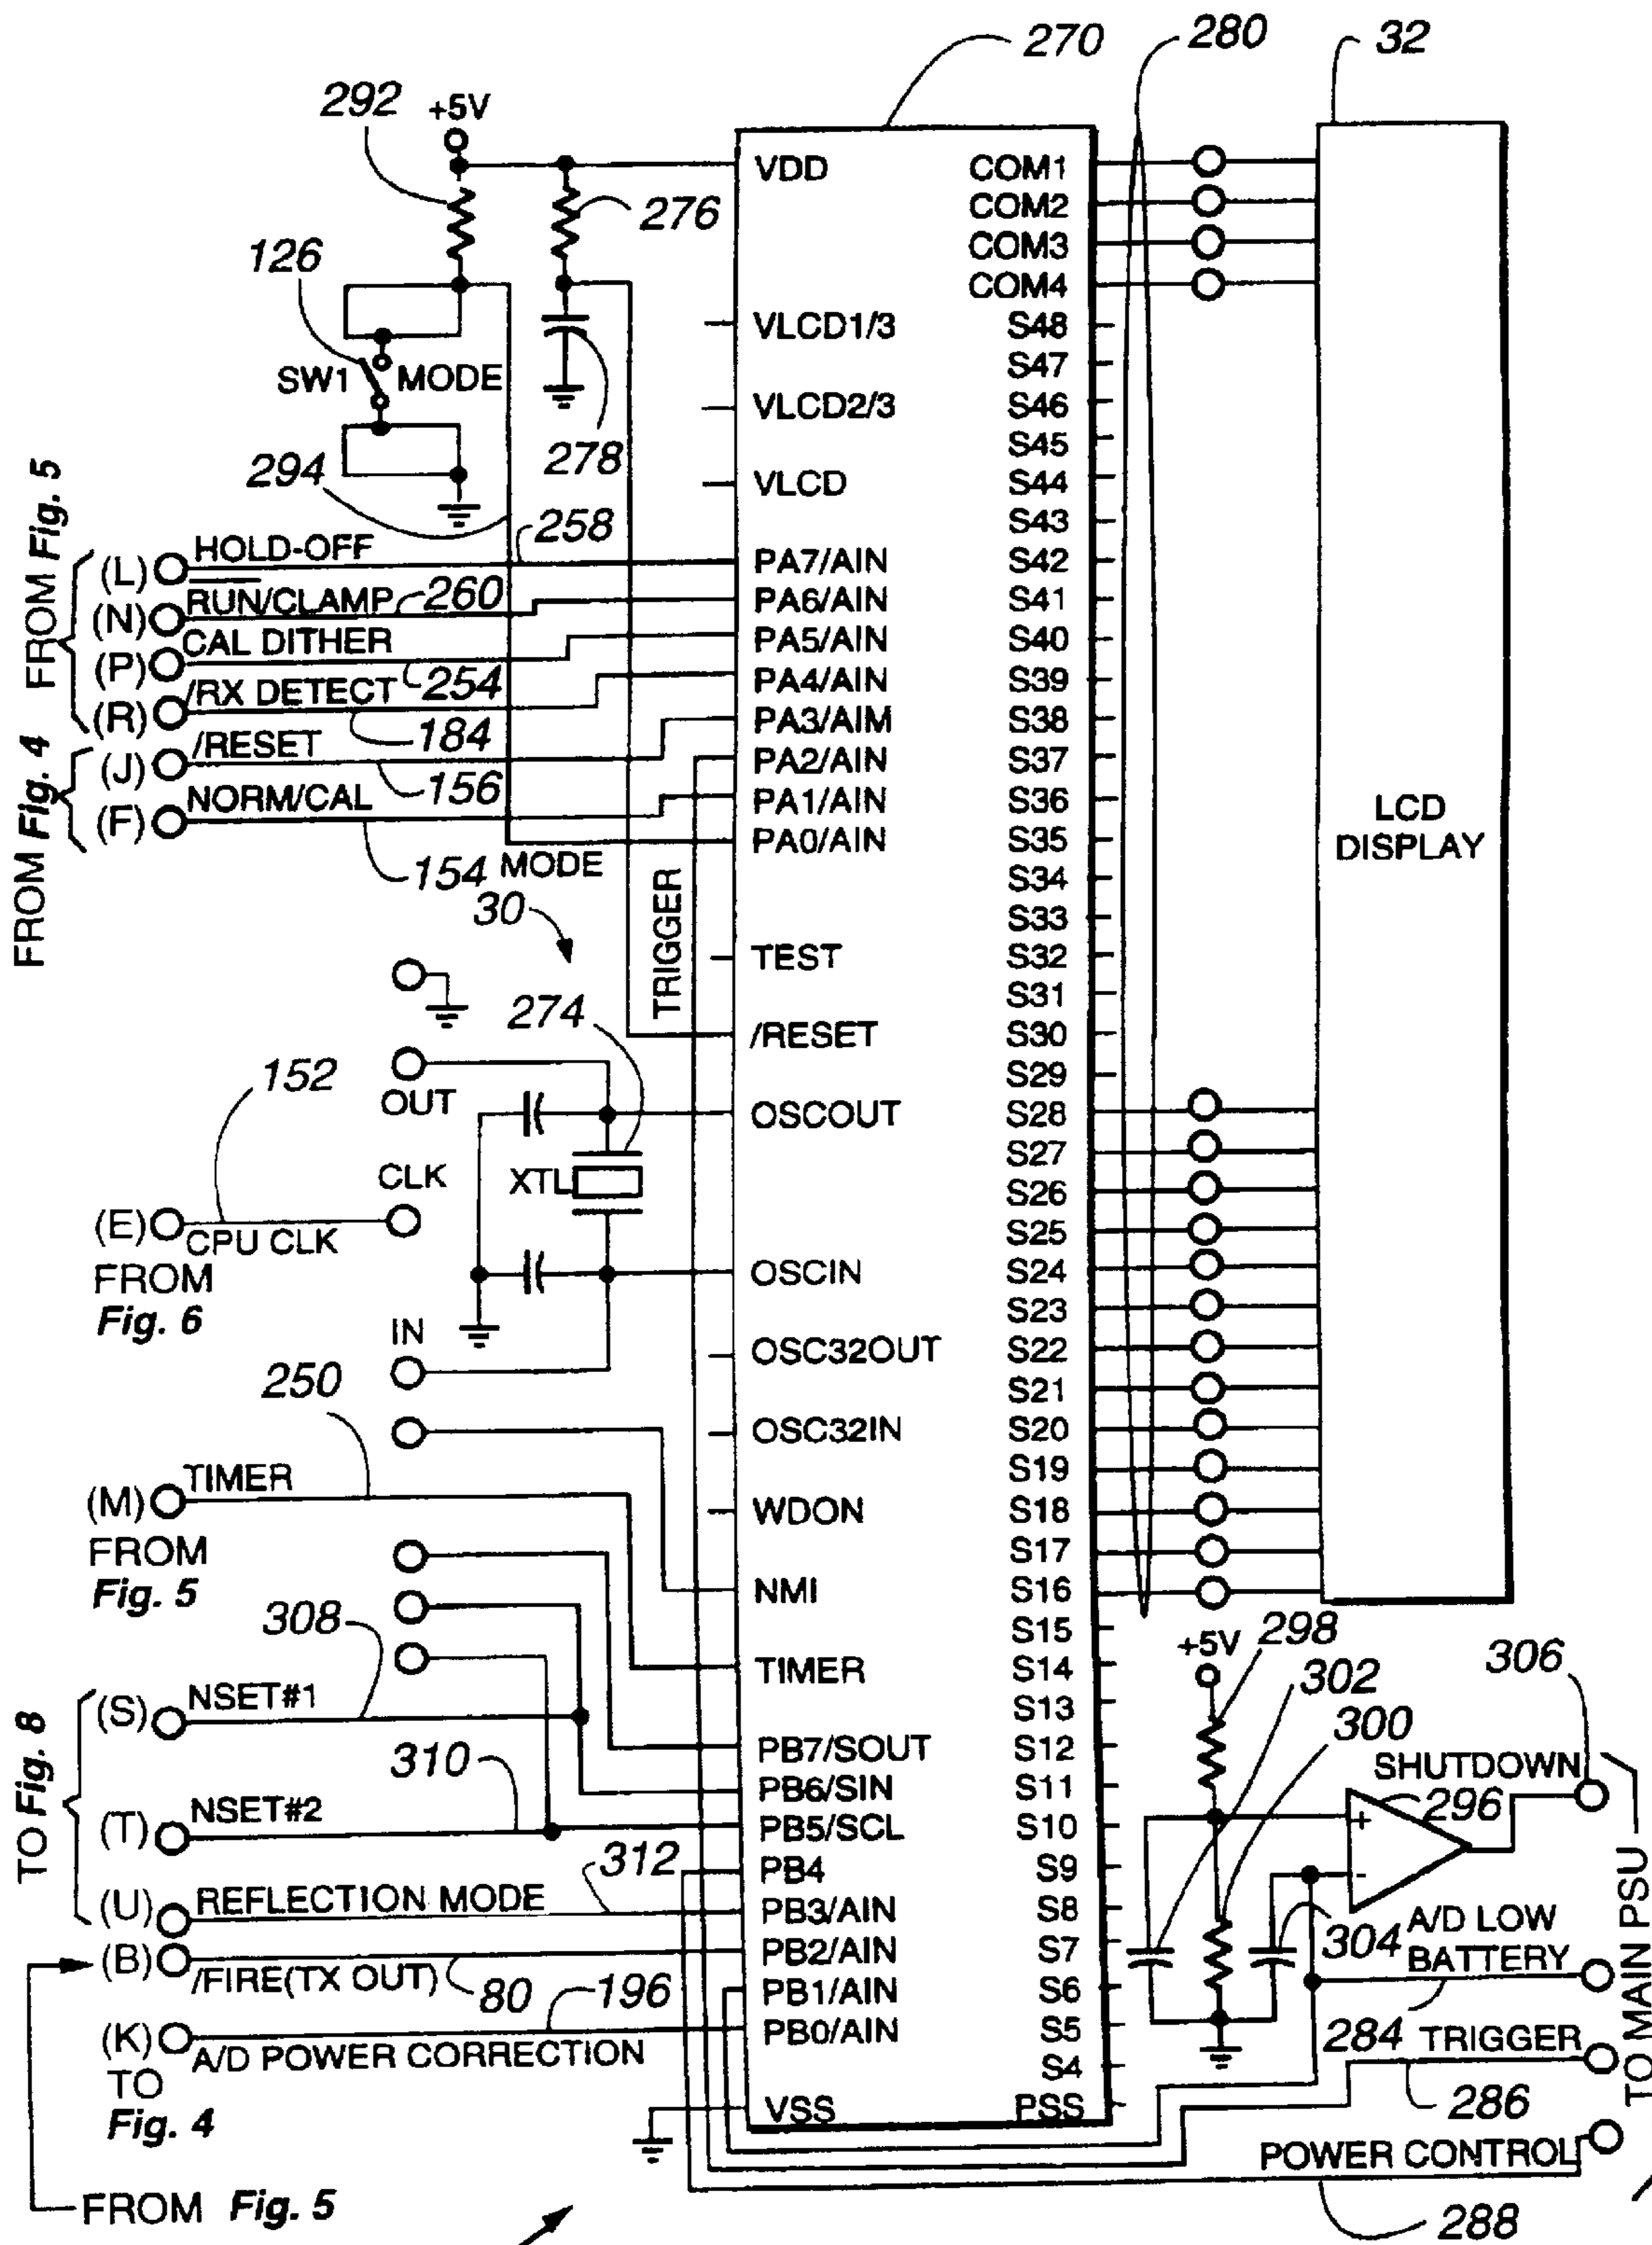 270
280
32
292
+5V
VDD
COM1
COM2
276
COM3
126
COM4
VLCD1/3
S48
SW1
MODE
S47
VLCD2/3
S46
278
S45
294
VLCD
S44
S43
FROM Fig. 5
(L)
HOLD-OFF
258
PA7/AIN
S42
(N)
RUN/CLAMP
260
PA6/AIN
S41
(P)
CAL DITHER
254
PA5/AIN
S40
(R)
/RX DETECT
184
PA4/AIN
S39
FROM Fig. 4
(J)
/RESET
156
PA3/AIM
S38
PA2/AIN
S37
(F)
NORM/CAL
154
PA1/AIN
S36
MODE
PA0/AIN
S35
LCD
DISPLAY
30
TRIGGER
S34
S33
TEST
S32
S31
274
/RESET
S30
S29
152
OUT
OSCOUT
S28
S27
CLK
XTL
S26
(E)
CPU CLK
S25
FROM
Fig. 6
OSCIN
S24
S23
IN
OSC32OUT
S22
250
S21
OSC32IN
S20
(M)
TIMER
S19
FROM
Fig. 5
WDON
S18
S17
NMI
S16
S15
308
TIMER
S14
S13
+5V
298
302
300
306
TO Fig. 8
(S)
NSET#1
PB7/SOUT
S12
310
PB6/SIN
S11
SHUTDOWN
296
+
-
(T)
NSET#2
PB5/SCL
S10
312
PB4
S9
(U)
REFLECTION MODE
PB3/AIN
S8
(B)
/FIRE(TX OUT)
80
PB2/AIN
S7
304
A/D LOW
BATTERY
196
PB1/AIN
S6
(K)
A/D POWER CORRECTION
PB0/AIN
S5
284
TRIGGER
TO
Fig. 4
S4
VSS
PSS
286
POWER CONTROL
TO MAIN PSU
FROM Fig. 5
288